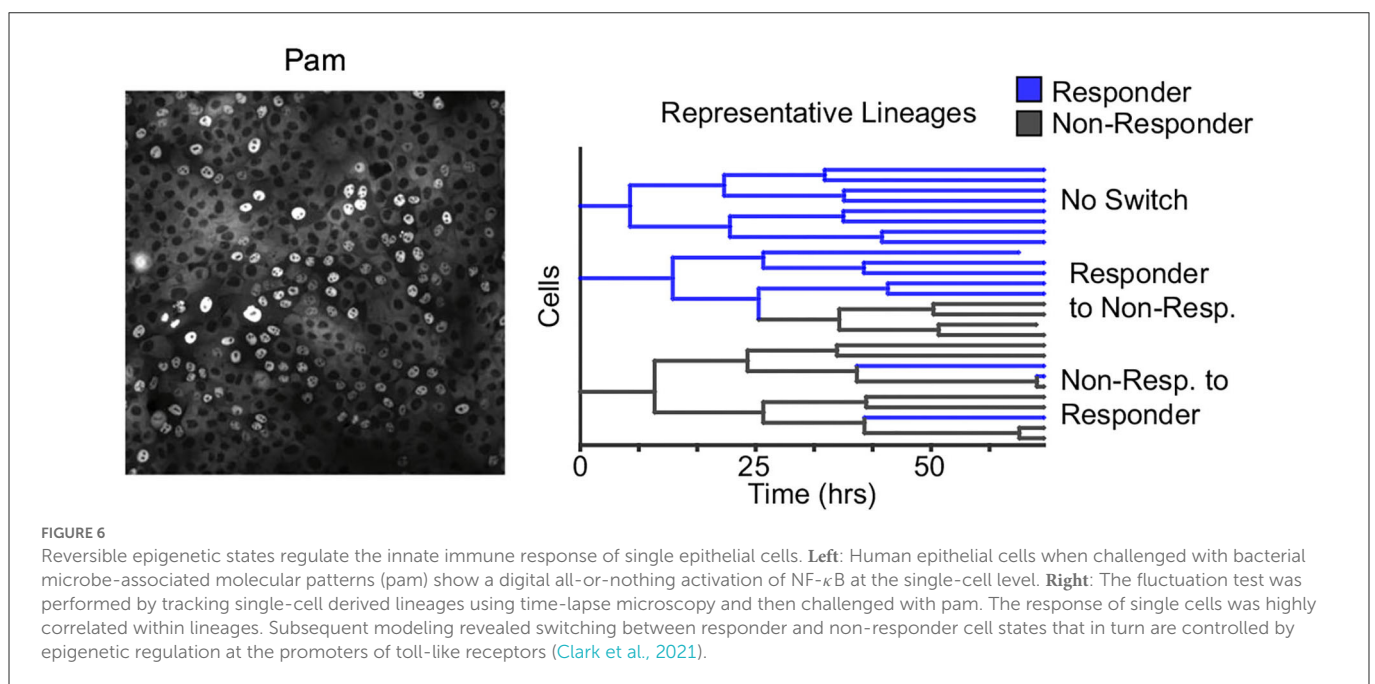 Pam
Representative Lineages
Responder
Non-Responder
No Switch
Responder
to Non-Resp.
Non-Resp. to
Responder
Cells
0 25 50
Time (hrs)
FIGURE 6
Reversible epigenetic states regulate the innate immune response of single epithelial cells. Left: Human epithelial cells when challenged with bacterial
microbe-associated molecular patterns (pam) show a digital all-or-nothing activation of NF-κB at the single-cell level. Right: The fluctuation test was
performed by tracking single-cell derived lineages using time-lapse microscopy and then challenged with pam. The response of single cells was highly
correlated within lineages. Subsequent modeling revealed switching between responder and non-responder cell states that in turn are controlled by
epigenetic regulation at the promoters of toll-like receptors (Clark et al., 2021).